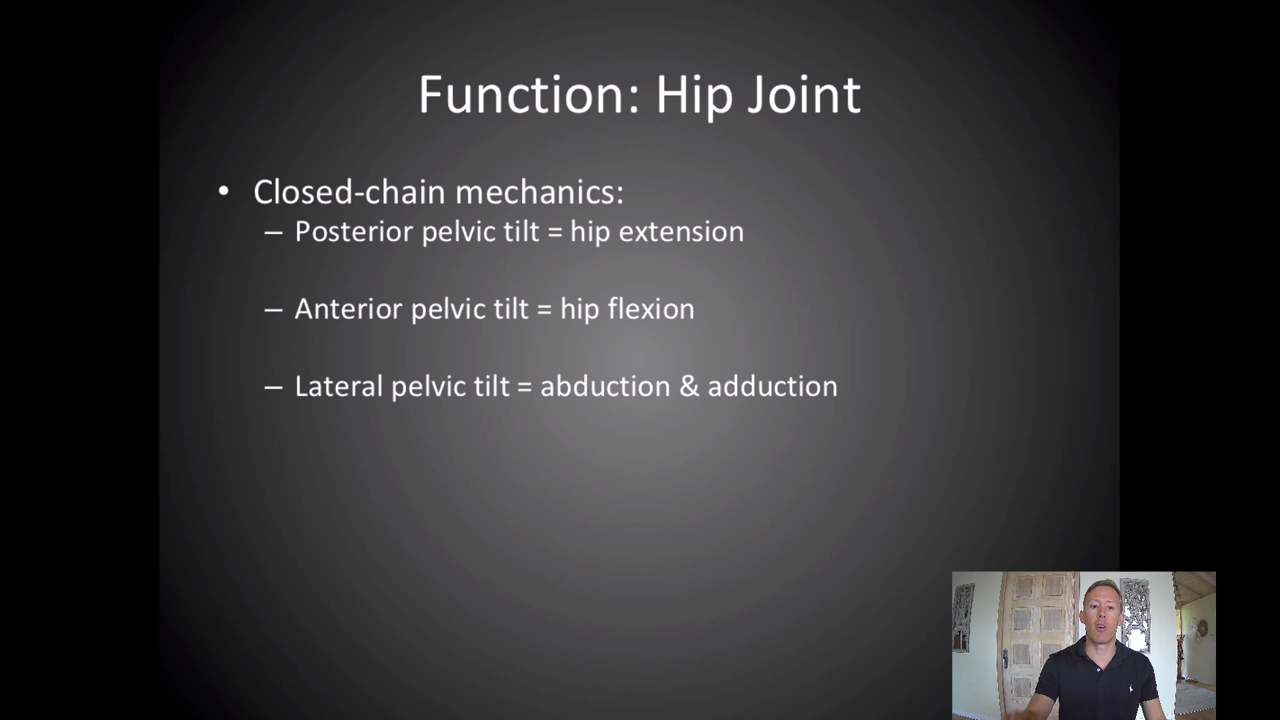 Function: Hip Joint
• Closed-chain mechanics:
– Posterior pelvic tilt = hip extension
– Anterior pelvic tilt = hip flexion
– Lateral pelvic tilt = abduction & adduction